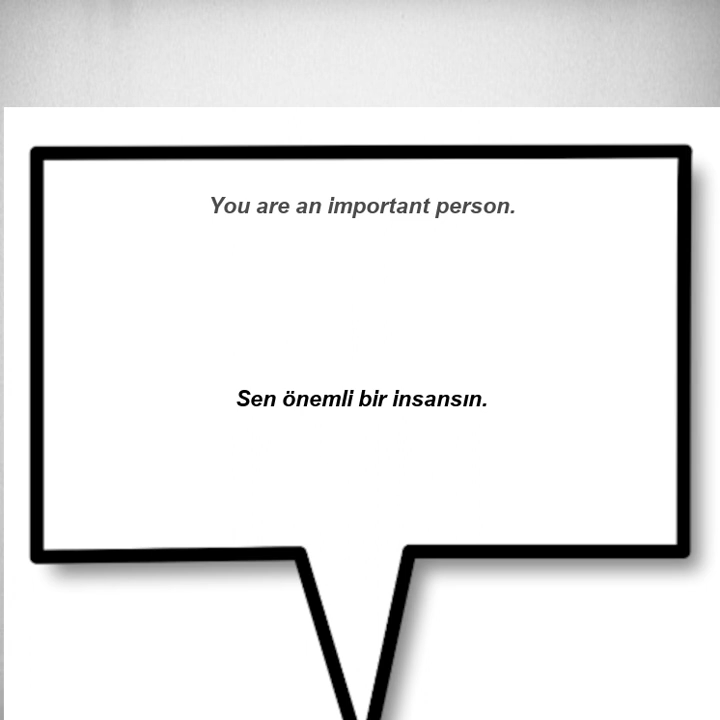 You are an important person.
Sen önemli bir insansın.